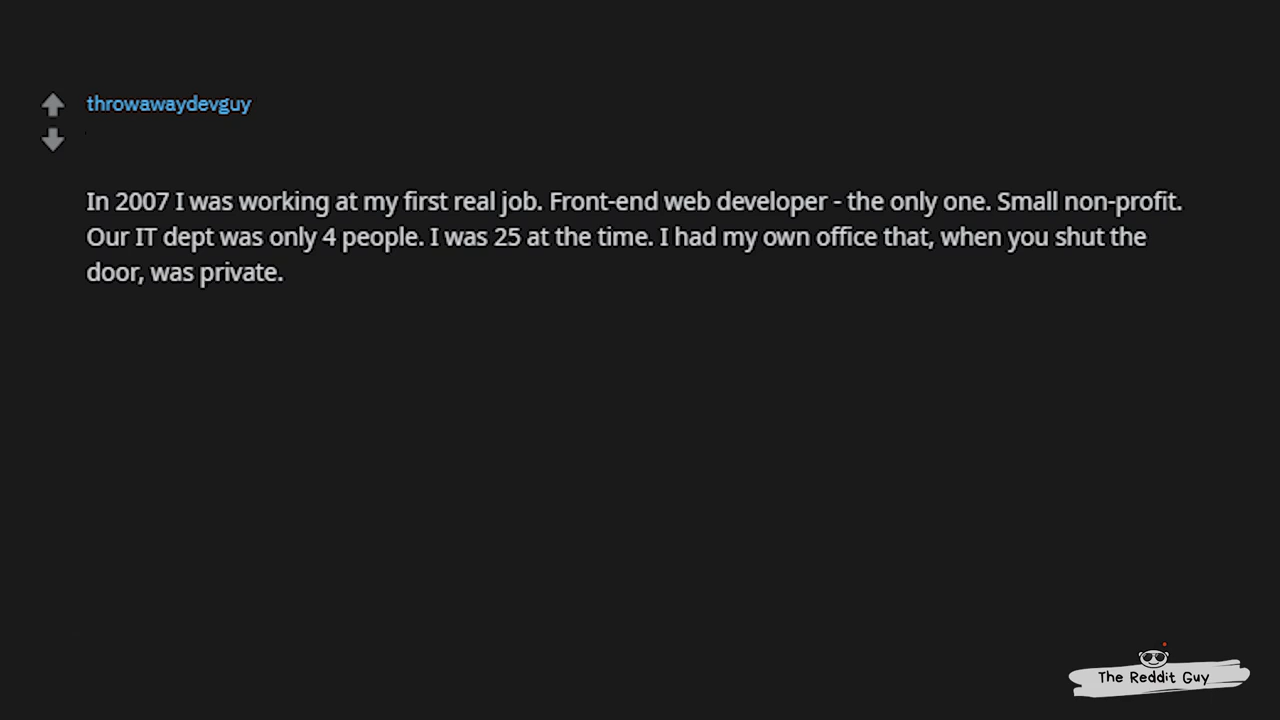 throwawaydevguy
In 2007 I was working at my first real job. Front-end web developer - the only one. Small non-profit.
Our IT dept was only 4 people. I was 25 at the time. I had my own office that, when you shut the
door, was private.
The Reddit Guy